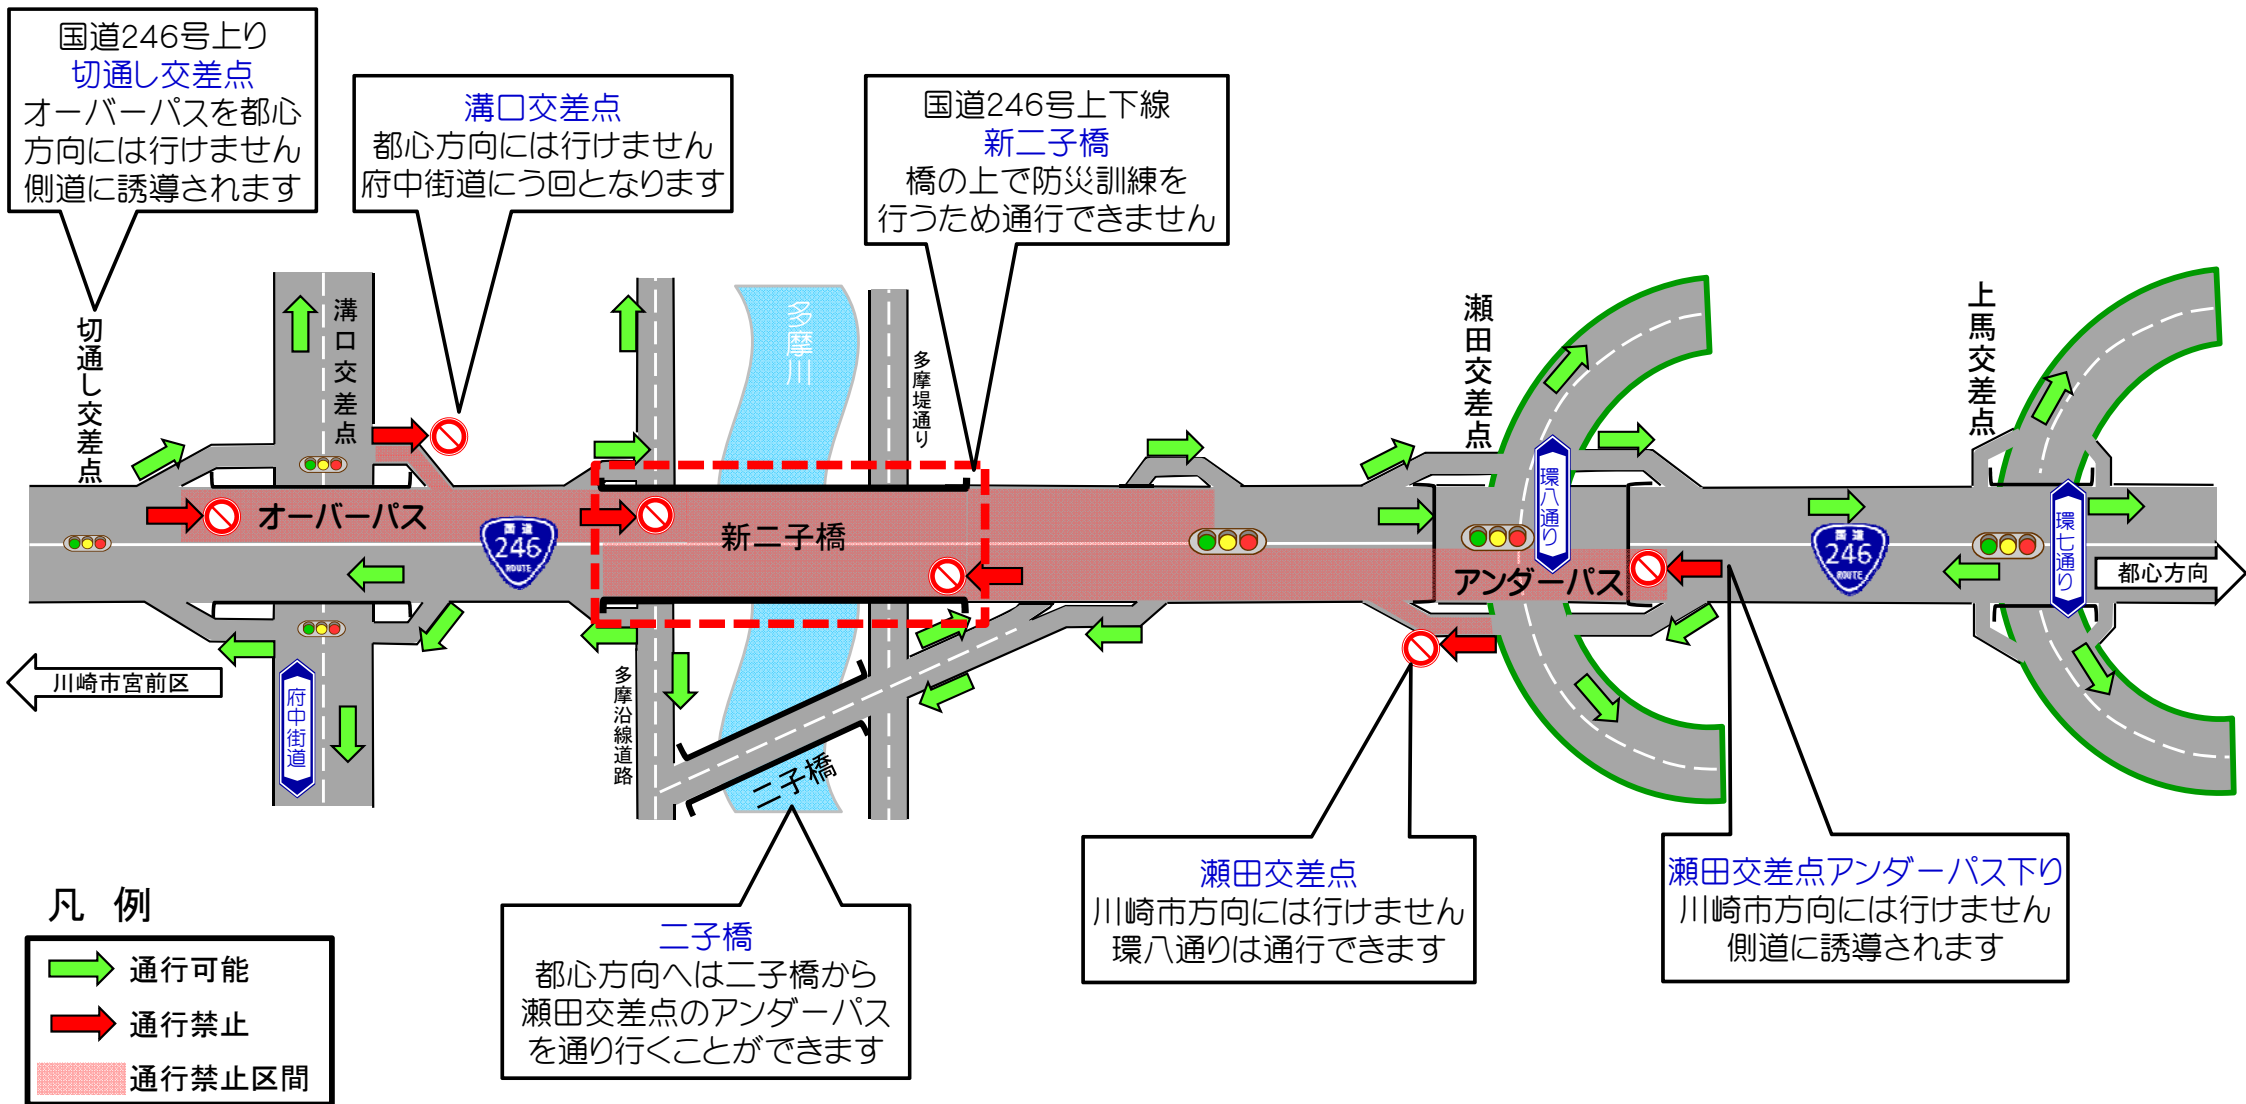 国道246号上り
切通し交差点
オーバーパスを都心
方向には行けません
側道に誘導されます
溝口交差点
都心方向には行けません
府中街道にう回となります
国道246号上下線
新二子橋
橋の上で防災訓練を
行うため通行できません
切通し交差点
溝口交差点
多摩川
多摩堤通り
瀬田交差点
上馬交差点
オーバーパス
国道
246
ROUTE
新二子橋
環八通り
アンダーパス
国道
246
ROUTE
環七通り
都心方向
川崎市宮前区
府中街道
多摩沿線道路
二子橋
二子橋
都心方向へは二子橋から
瀬田交差点のアンダーパス
を通り行くことができます
瀬田交差点
川崎市方向には行けません
環八通りは通行できます
瀬田交差点アンダーパス下り
川崎市方向には行けません
側道に誘導されます
凡 例
通行可能
通行禁止
通行禁止区間